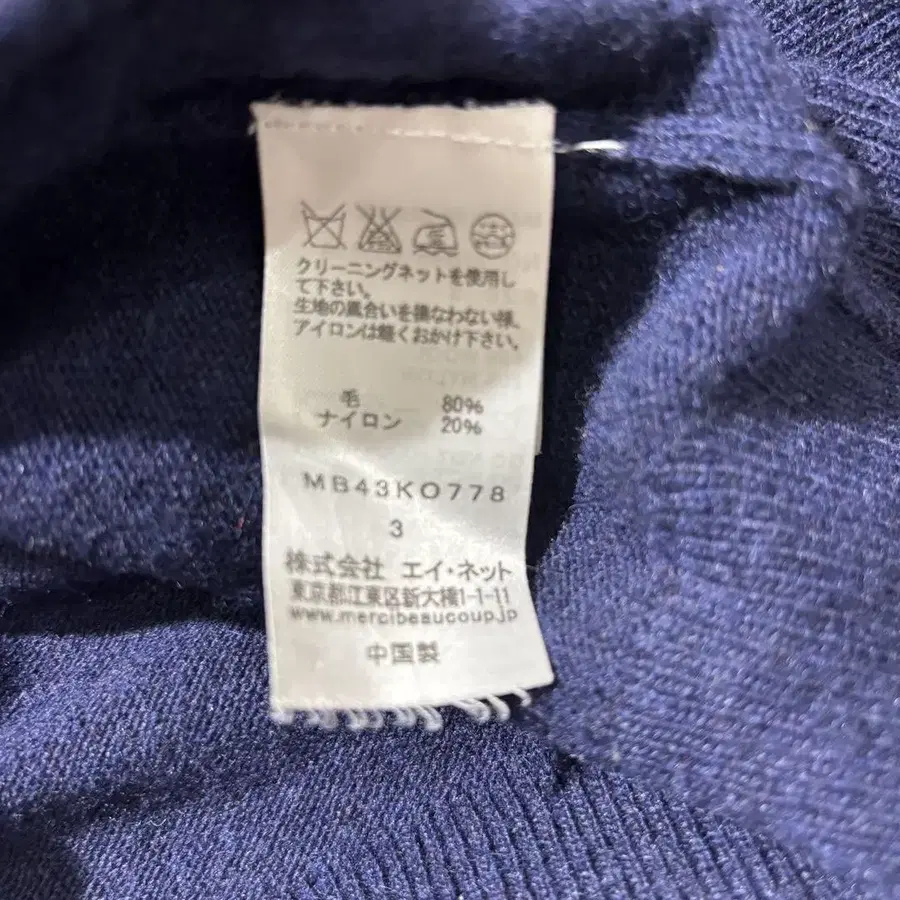 クリーニングネットを使用し
て下さい。
生地の風合いを損なわない様、
アイロンは軽くおかけ下さい。
毛 80%
ナイロン 20%
MB43KO778
3
株式会社 エイ・ネット
東京都江東区新大橋1-1-11
www.mercibeaucoup.jp
中国製